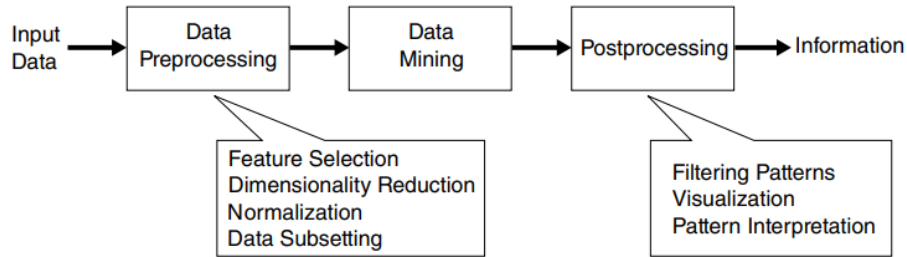 Input
Data
Data
Preprocessing
Data
Mining
Postprocessing
Information
Feature Selection
Dimensionality Reduction
Normalization
Data Subsetting
Filtering Patterns
Visualization
Pattern Interpretation